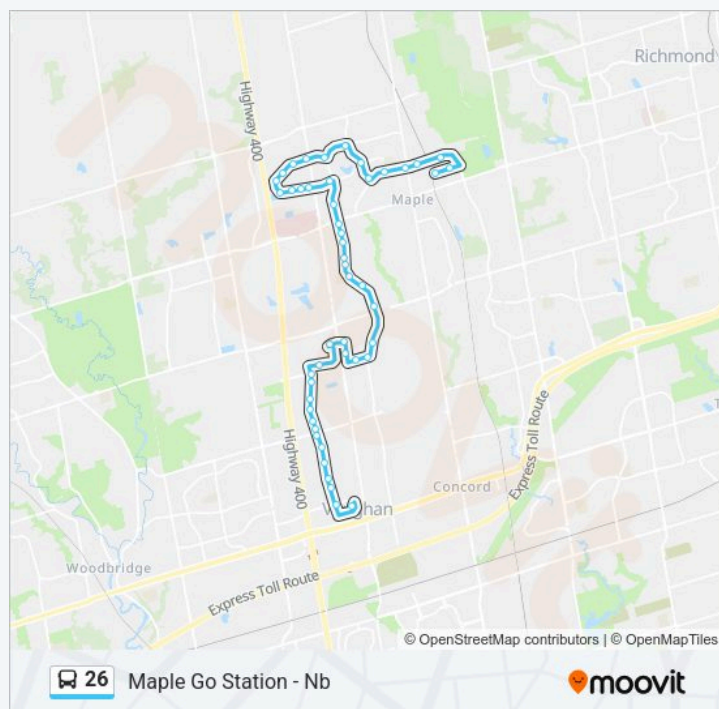 Richmond
Highway 400
Maple
Express Toll Route
Highway 400
Concord
Vaughan
Woodbridge
Express Toll Route
© OpenStreetMap contributors | © OpenMapTiles
26 Maple Go Station - Nb
moovit